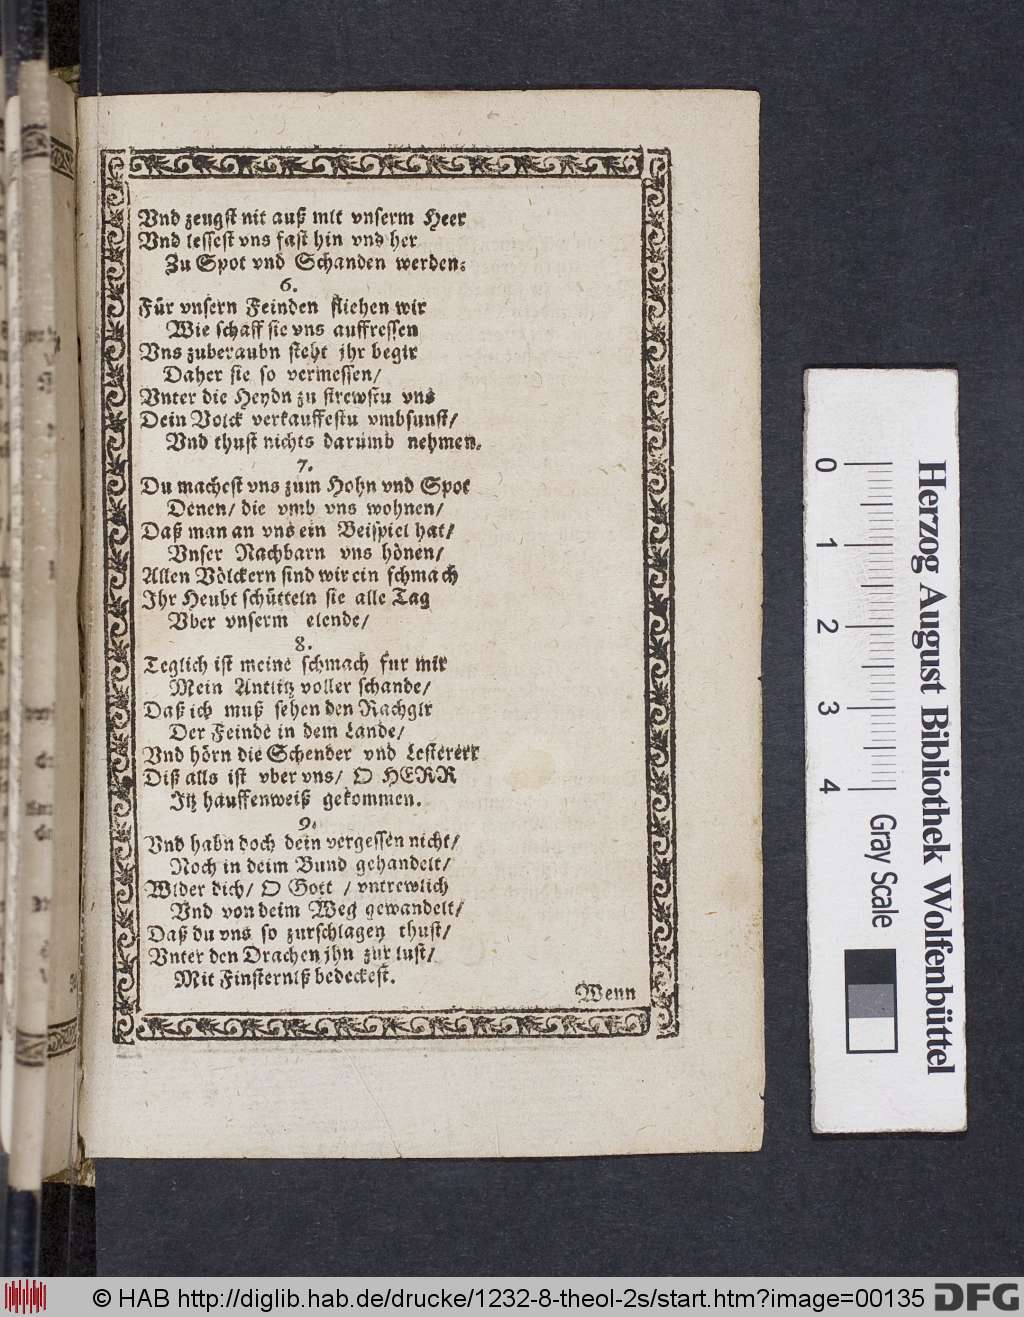 Vnd zeugst nit auß mit vnserm Heer
Vnd lessest vns fast hin vnd her
Zu Spot vnd Schanden werden.
6.
Für vnsern Feinden fliehen wir
Wie schaff sie vns auffressen
Vns zuberaubn steht jhr begir
Daher sie so vermessen/
Vnter die Heydn zu strewstu vns
Dein Volck verkauffestu vmbsunst/
Vnd thust nichts darumb nehmen.
7.
Du machest vns zum Hohn vnd Spot
Denen/ die vmb vns wohnen/
Daß man an vns ein Beispiel hat/
Vnser Nachbarn vns hönen/
Allen Völckern sind wir ein schmach
Ihr Heubt schütteln sie alle Tag
Vber vnserm elende/
8.
Teglich ist meine schmach fur mir
Mein Antlitz voller schande/
Daß ich muß sehen den Rachgir
Der Feinde in dem Lande/
Vnd hörn die Schender vnd Lesterer
Diß alls ist vber vns/ O HERR
Itz hauffenweiß gekommen.
9.
Vnd habn doch dein vergessen nicht/
Noch in deim Bund gehandelt/
Wider dich/ O Gott / vntrewlich
Vnd von deim Weg gewandelt/
Daß du vns so zurschlagen thust/
Vnter den Drachen jhn zur lust/
Mit Finsterniß bedeckest.
Wenn
Herzog August Bibliothek Wolfenbüttel
0 1 2 3 4
Gray Scale
© HAB http://diglib.hab.de/drucke/1232-8-theol-2s/start.htm?image=00135
DFG